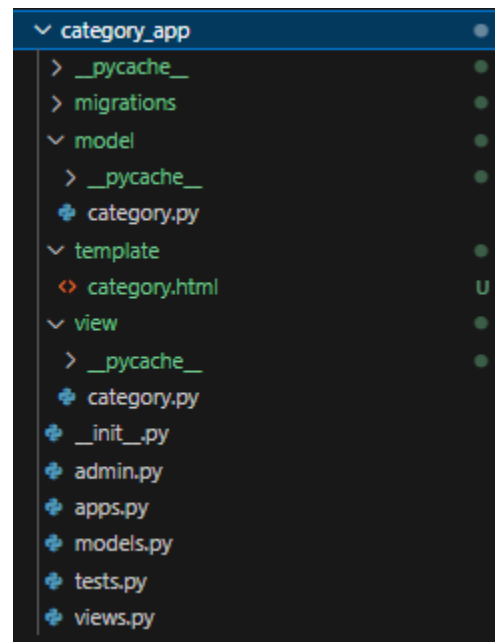 category_app
__pycache__
migrations
model
__pycache__
category.py
template
category.html U
view
__pycache__
category.py
__init__.py
admin.py
apps.py
models.py
tests.py
views.py